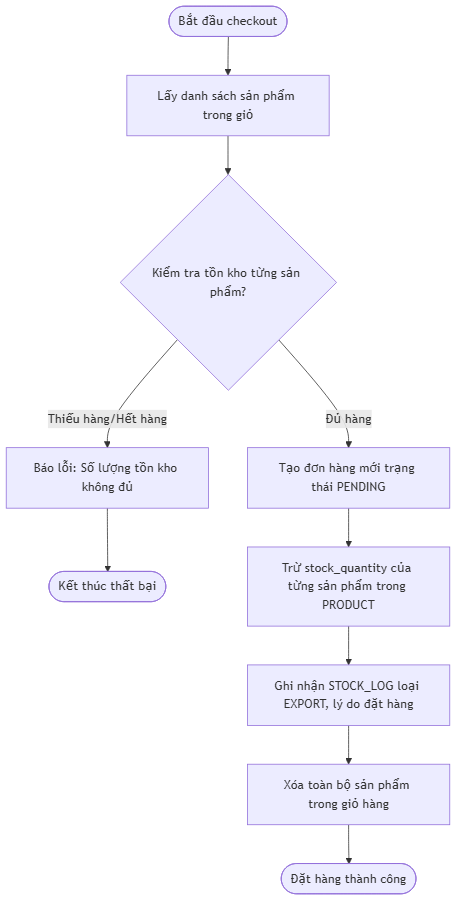 Bắt đầu checkout
Lấy danh sách sản phẩm
trong giỏ
Kiểm tra tồn kho từng sản
phẩm?
Thiếu hàng/Hết hàng
Đủ hàng
Báo lỗi: Số lượng tồn kho
không đủ
Tạo đơn hàng mới trạng
thái PENDING
Kết thúc thất bại
Trừ stock_quantity của
từng sản phẩm trong
PRODUCT
Ghi nhận STOCK_LOG loại
EXPORT, lý do đặt hàng
Xóa toàn bộ sản phẩm
trong giỏ hàng
Đặt hàng thành công